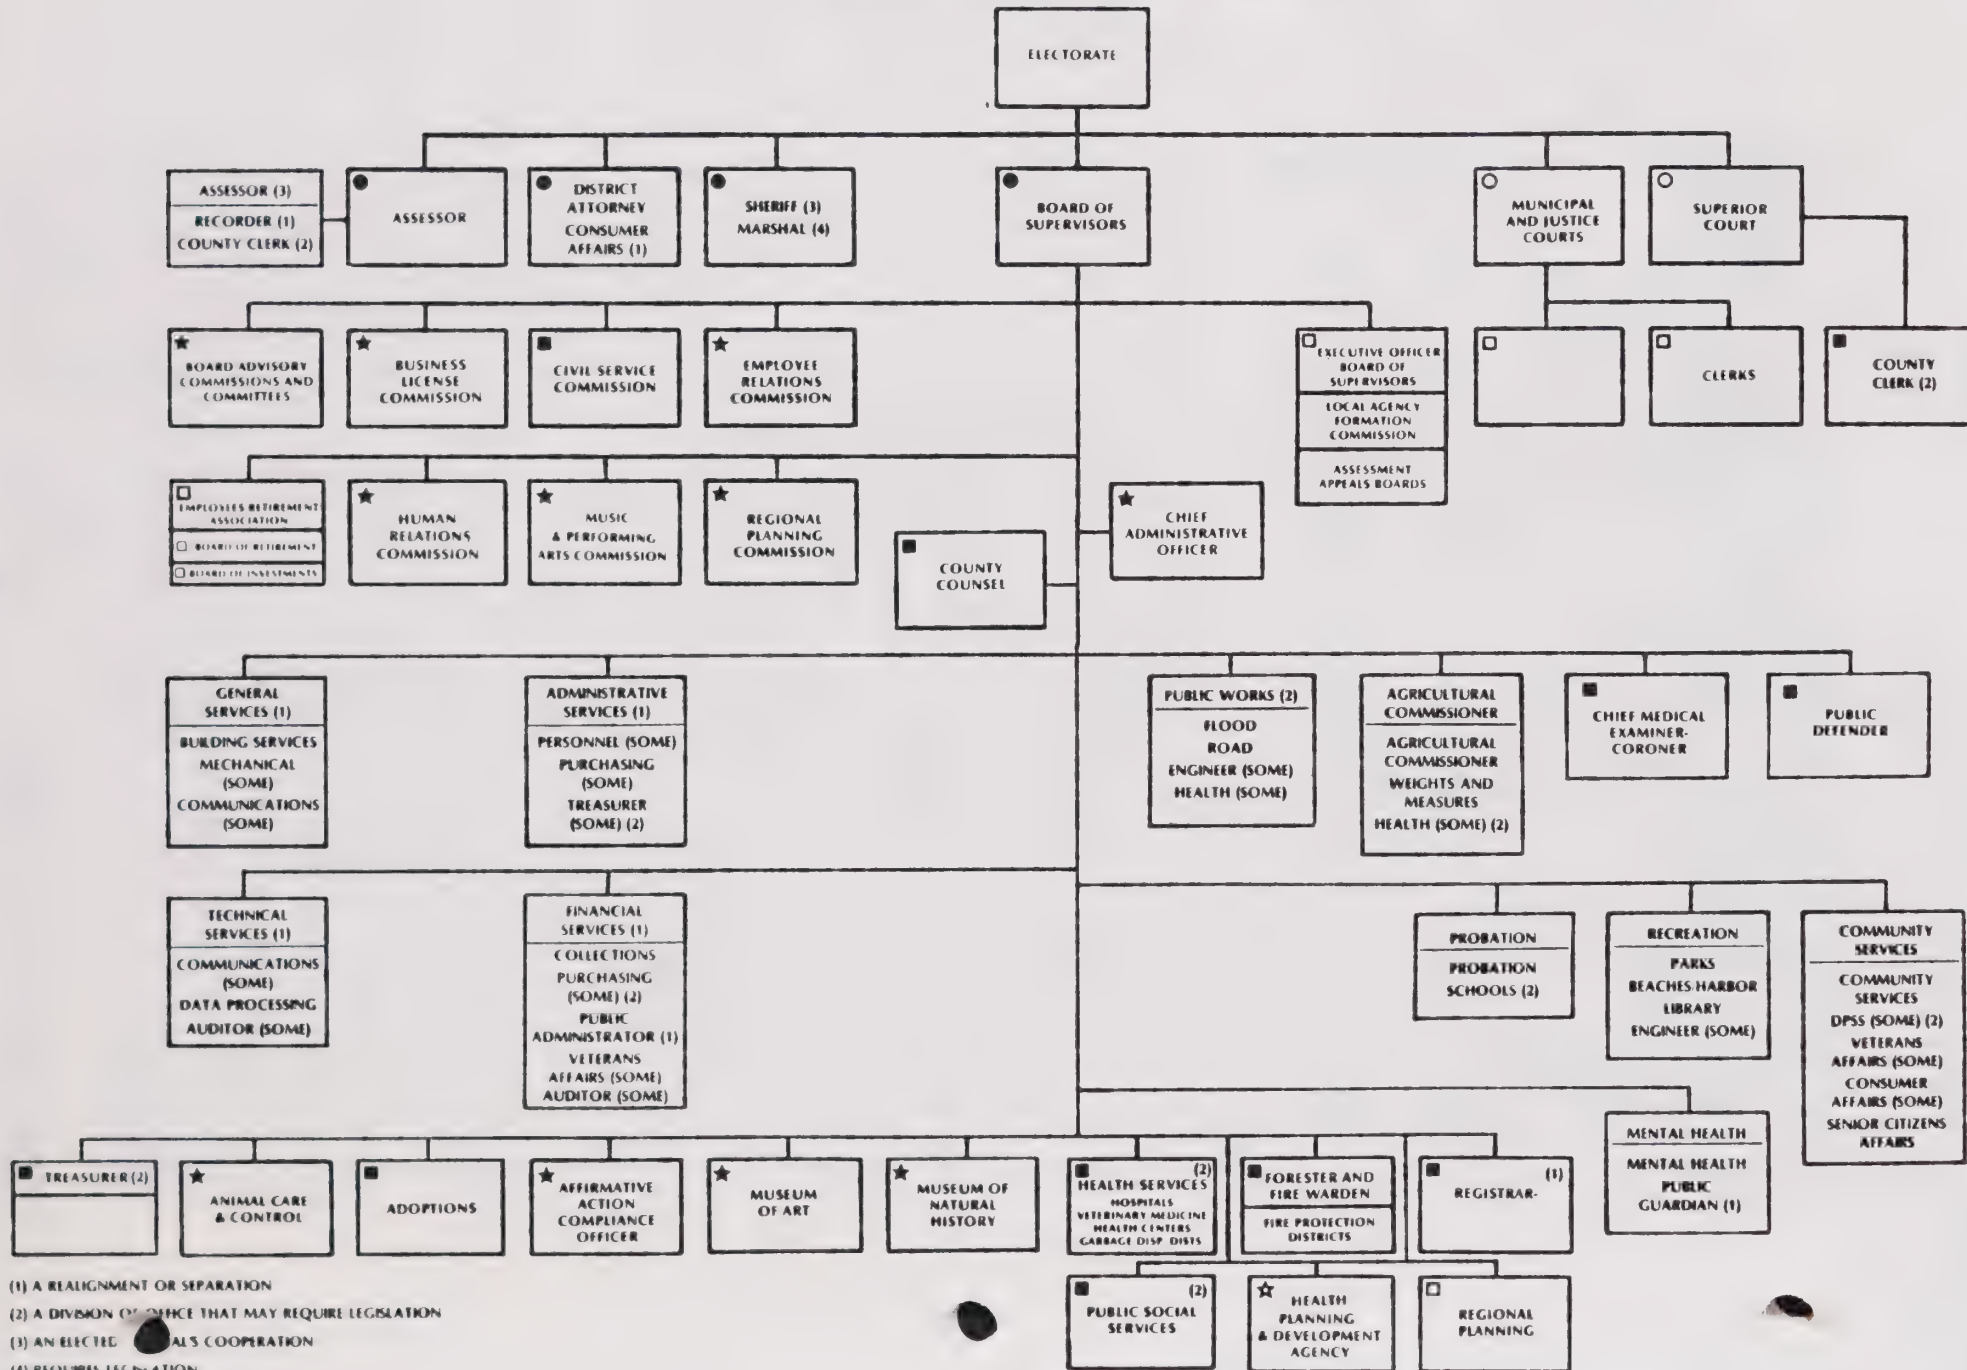 ELECTORATE
ASSESSOR (3)
RECORDER (1)
COUNTY CLERK (2)
ASSESSOR
DISTRICT
ATTORNEY
CONSUMER
AFFAIRS (1)
SHERIFF (3)
MARSHAL (4)
BOARD OF
SUPERVISORS
MUNICIPAL
AND JUSTICE
COURTS
SUPERIOR
COURT
BOARD ADVISORY
COMMISSIONS AND
COMMITTEES
BUSINESS
LICENSE
COMMISSION
CIVIL SERVICE
COMMISSION
EMPLOYEE
RELATIONS
COMMISSION
EXECUTIVE OFFICER
BOARD OF
SUPERVISORS
LOCAL AGENCY
FORMATION
COMMISSION
ASSESSMENT
APPEALS BOARDS
CLERKS
COUNTY
CLERK (2)
EMPLOYEES RETIREMENT
ASSOCIATION
BOARD OF RETIREMENT
BOARD OF INVESTMENTS
HUMAN
RELATIONS
COMMISSION
MUSIC
& PERFORMING
ARTS COMMISSION
REGIONAL
PLANNING
COMMISSION
COUNTY
COUNSEL
CHIEF
ADMINISTRATIVE
OFFICER
GENERAL
SERVICES (1)
BUILDING SERVICES
MECHANICAL
(SOME)
COMMUNICATIONS
(SOME)
ADMINISTRATIVE
SERVICES (1)
PERSONNEL (SOME)
PURCHASING
(SOME)
TREASURER
(SOME) (2)
PUBLIC WORKS (2)
FLOOD
ROAD
ENGINEER (SOME)
HEALTH (SOME)
AGRICULTURAL
COMMISSIONER
AGRICULTURAL
COMMISSIONER
WEIGHTS AND
MEASURES
HEALTH (SOME) (2)
CHIEF MEDICAL
EXAMINER-
CORONER
PUBLIC
DEFENDER
TECHNICAL
SERVICES (1)
COMMUNICATIONS
(SOME)
DATA PROCESSING
AUDITOR (SOME)
FINANCIAL
SERVICES (1)
COLLECTIONS
PURCHASING
(SOME) (2)
PUBLIC
ADMINISTRATOR (1)
VETERANS
AFFAIRS (SOME)
AUDITOR (SOME)
PROBATION
PROBATION
SCHOOLS (2)
RECREATION
PARKS
BEACHES/HARBOR
LIBRARY
ENGINEER (SOME)
COMMUNITY
SERVICES
COMMUNITY
SERVICES
DPSS (SOME) (2)
VETERANS
AFFAIRS (SOME)
CONSUMER
AFFAIRS (SOME)
SENIOR CITIZENS
AFFAIRS
MENTAL HEALTH
MENTAL HEALTH
PUBLIC
GUARDIAN (1)
TREASURER (2)
ANIMAL CARE
& CONTROL
ADOPTIONS
AFFIRMATIVE
ACTION
COMPLIANCE
OFFICER
MUSEUM
OF ART
MUSEUM OF
NATURAL
HISTORY
(2)
HEALTH SERVICES
HOSPITALS
VETERINARY MEDICINE
HEALTH CENTERS
GARBAGE DISP DISTS
FORESTER AND
FIRE WARDEN
FIRE PROTECTION
DISTRICTS
(1)
REGISTRAR-
(2)
PUBLIC SOCIAL
SERVICES
HEALTH
PLANNING
& DEVELOPMENT
AGENCY
REGIONAL
PLANNING
(1) A REALIGNMENT OR SEPARATION
(2) A DIVISION OF OFFICE THAT MAY REQUIRE LEGISLATION
(3) AN ELECTED COOPERATION
(4) REQUIRES LEGISLATION